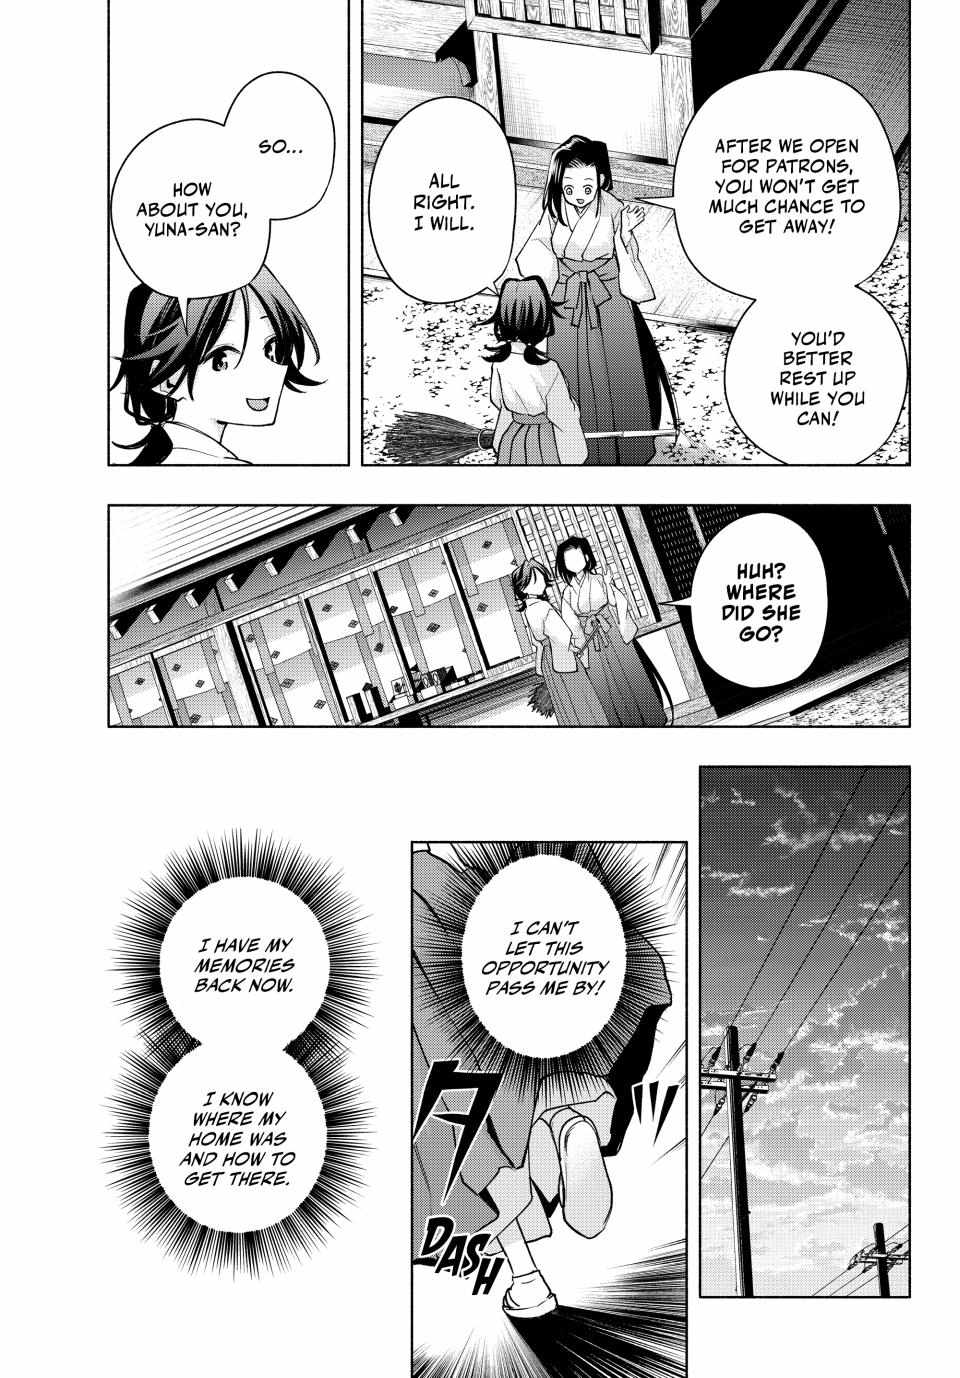 AFTER WE OPEN
FOR PATRONS,
YOU WON'T GET
MUCH CHANCE TO
GET AWAY!
YOU'D
BETTER
REST UP
WHILE YOU
CAN!
ALL
RIGHT.
I WILL.
SO...
HOW
ABOUT YOU,
YUNA-SAN?
HUH?
WHERE
DID SHE
GO?
I CAN'T
LET THIS
OPPORTUNITY
PASS ME BY!
タ
DASH
I HAVE MY
MEMORIES
BACK NOW.
I KNOW
WHERE MY
HOME WAS
AND HOW TO
GET THERE.